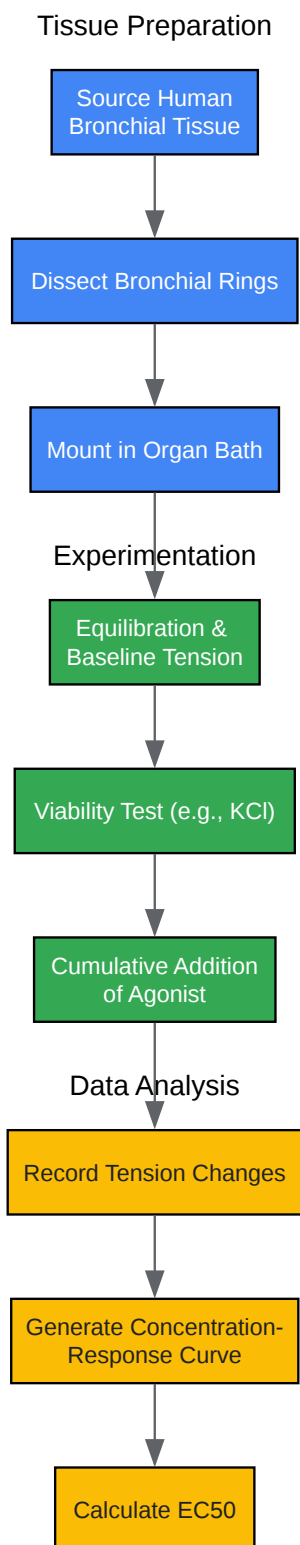 Tissue Preparation
Source Human
Bronchial Tissue
Dissect Bronchial Rings
Mount in Organ Bath
Experimentation
Equilibration &
Baseline Tension
Viability Test (e.g., KCl)
Cumulative Addition
of Agonist
Data Analysis
Record Tension Changes
Generate Concentration-
Response Curve
Calculate EC50